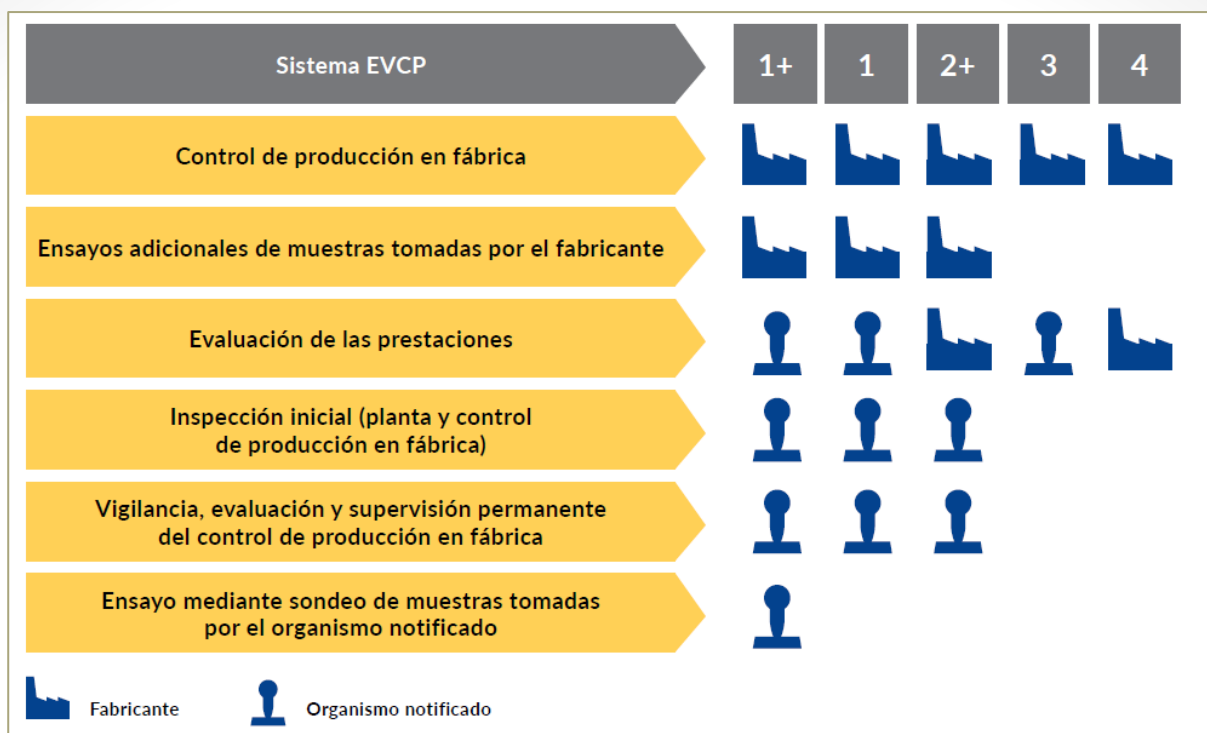 Sistema EVCP 1+ 1 2+ 3 4
Control de producción en fábrica
Ensayos adicionales de muestras tomadas por el fabricante
Evaluación de las prestaciones
Inspección inicial (planta y control
de producción en fábrica)
Vigilancia, evaluación y supervisión permanente
del control de producción en fábrica
Ensayo mediante sondeo de muestras tomadas
por el organismo notificado
Fabricante Organismo notificado